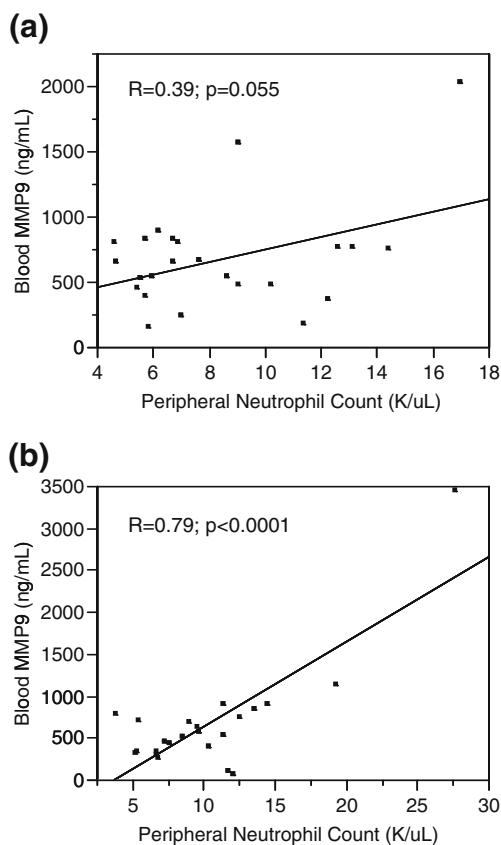 (a)
R=0.39; p=0.055
Blood MMP9 (ng/mL)
2000
1500
1000
500
0
4 6 8 10 12 14 16 18
Peripheral Neutrophil Count (K/uL)
(b)
R=0.79; p<0.0001
Blood MMP9 (ng/mL)
3500
3000
2500
2000
1500
1000
500
0
5 10 15 20 25 30
Peripheral Neutrophil Count (K/uL)